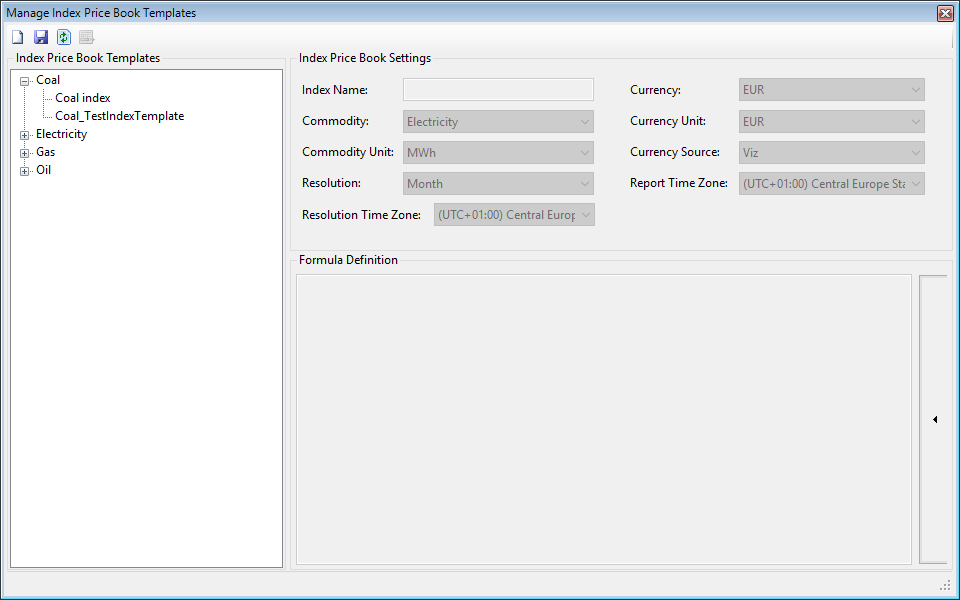 Manage Index Price Book Templates
Index Price Book Templates
Coal
Coal index
Coal_TestIndexTemplate
Electricity
Gas
Oil
Index Price Book Settings
Index Name:
Commodity: Electricity
Commodity Unit: MWh
Resolution: Month
Resolution Time Zone: (UTC+01:00) Central Europ
Currency: EUR
Currency Unit: EUR
Currency Source: Viz
Report Time Zone: (UTC+01:00) Central Europe Sta
Formula Definition